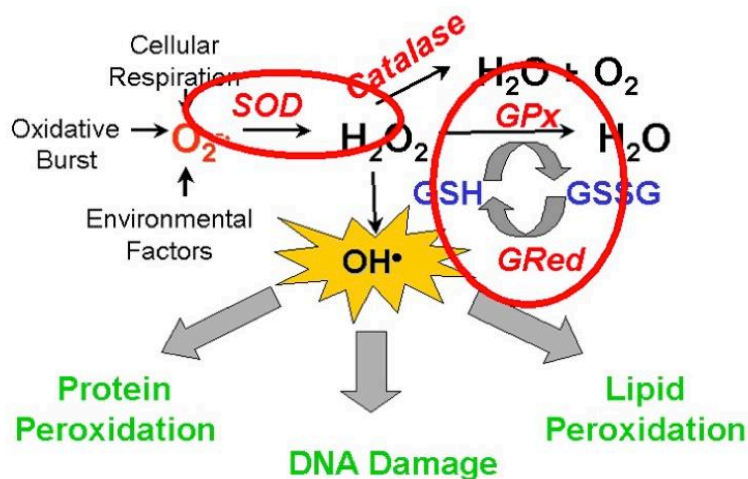 Cellular
Respiration
Catalase
H₂O + O₂
SOD
GPx
Oxidative
Burst
O₂⁻·
H₂O₂
H₂O
GSH
GSSG
Environmental
Factors
GRed
OH•
Protein
Peroxidation
Lipid
Peroxidation
DNA Damage